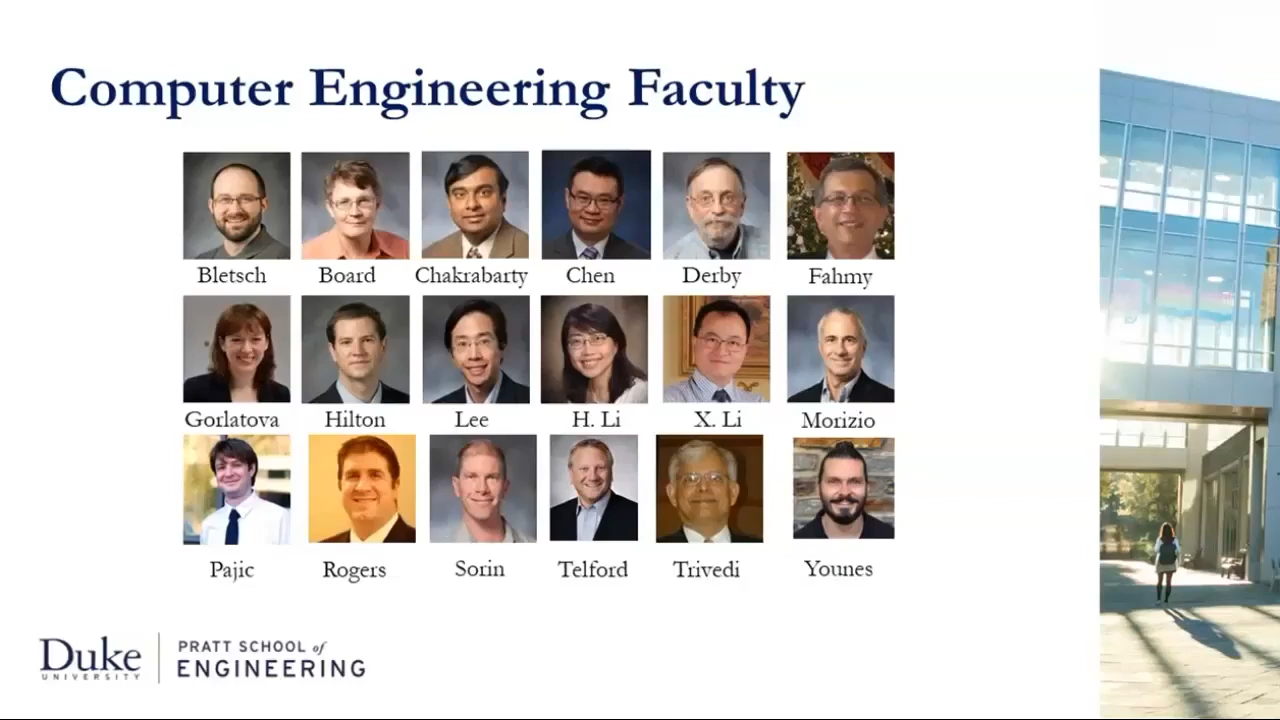 Computer Engineering Faculty
Bletsch Board Chakrabarty Chen Derby Fahmy
Gorlatova Hilton Lee H. Li X. Li Morizio
Pajic Rogers Sorin Telford Trivedi Younes
Duke UNIVERSITY
PRATT SCHOOL of
ENGINEERING